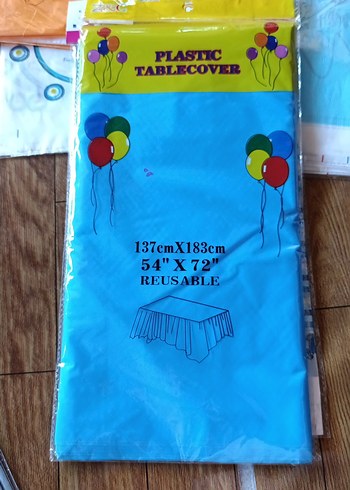 PLASTIC
TABLECOVER
137cmX183cm
54" X 72"
REUSABLE